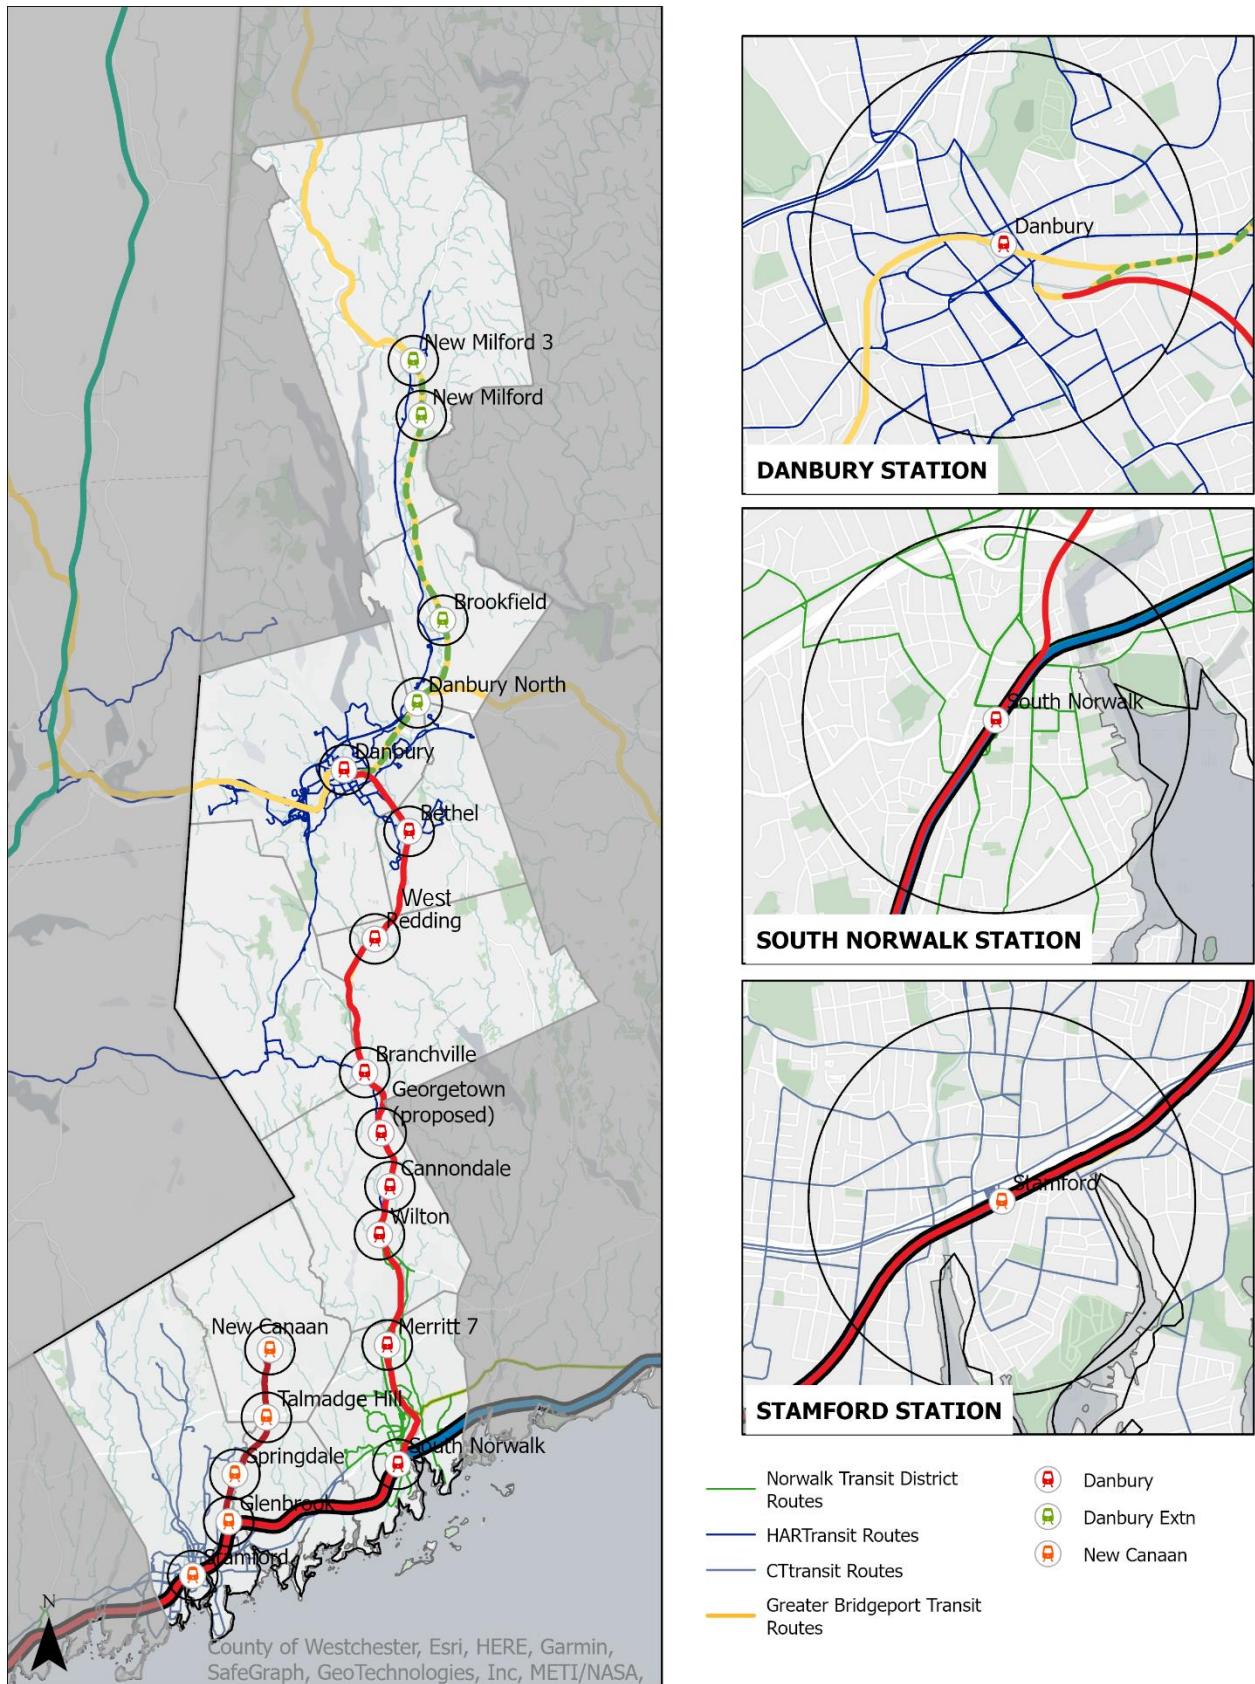 New Milford 3
New Milford
Brookfield
Danbury North
Danbury
Bethel
West
Redding
Branchville
Georgetown
(proposed)
Cannondale
Wilton
Merritt 7
New Canaan
Talmadge Hill
Springdale
South Norwalk
Glenbrook
Stamford
N
County of Westchester, Esri, HERE, Garmin,
SafeGraph, GeoTechnologies, Inc, METI/NASA,
Danbury
DANBURY STATION
South Norwalk
SOUTH NORWALK STATION
Stamford
STAMFORD STATION
Norwalk Transit District
Routes
HARTransit Routes
CTtransit Routes
Greater Bridgeport Transit
Routes
Danbury
Danbury Extn
New Canaan